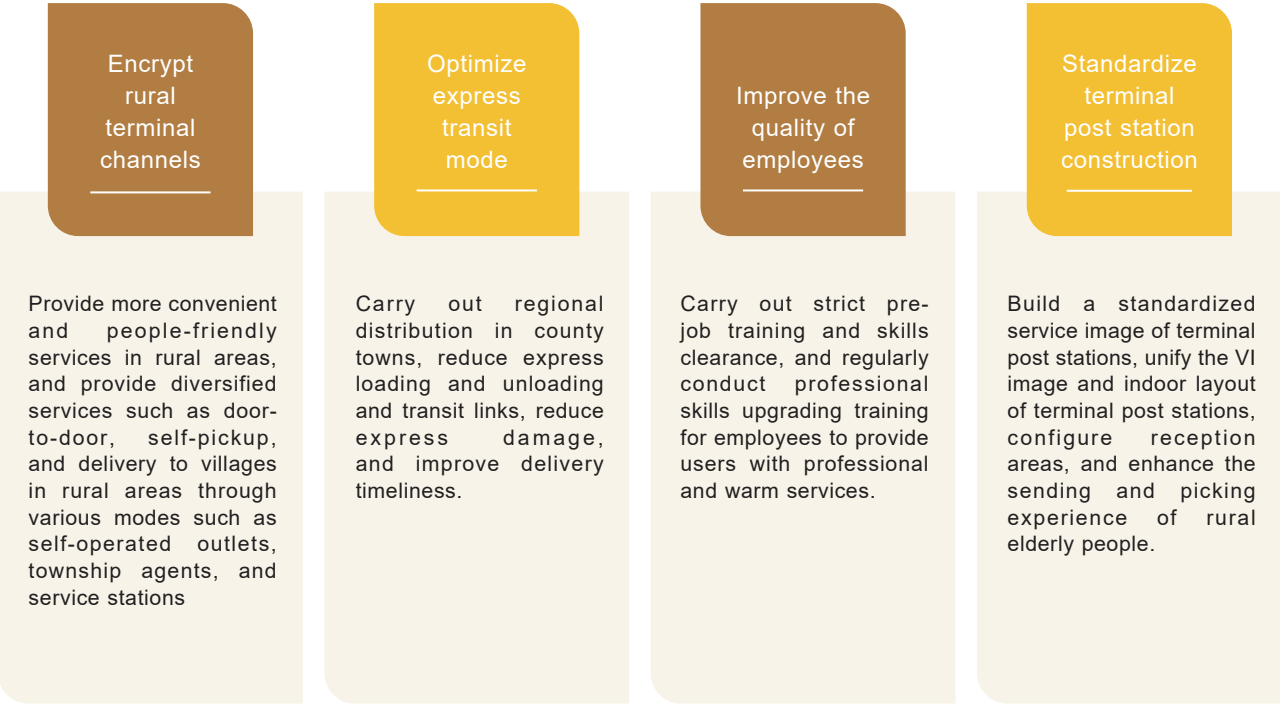 Encrypt
rural
terminal
channels
Provide more convenient
and people-friendly
services in rural areas,
and provide diversified
services such as door-
to-door, self-pickup,
and delivery to villages
in rural areas through
various modes such as
self-operated outlets,
township agents, and
service stations
Optimize
express
transit
mode
Carry out regional
distribution in county
towns, reduce express
loading and unloading
and transit links, reduce
express damage,
and improve delivery
timeliness.
Improve the
quality of
employees
Carry out strict pre-
job training and skills
clearance, and regularly
conduct professional
skills upgrading training
for employees to provide
users with professional
and warm services.
Standardize
terminal
post station
construction
Build a standardized
service image of terminal
post stations, unify the VI
image and indoor layout
of terminal post stations,
configure reception
areas, and enhance the
sending and picking
experience of rural
elderly people.